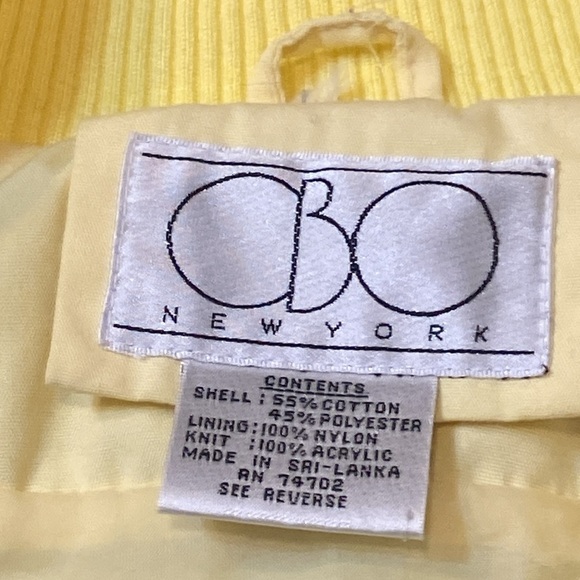 OBO
NEW YORK
CONTENTS
SHELL : 55% COTTON
45% POLYESTER
LINING:100% NYLON
KNIT :100% ACRYLIC
MADE IN SRI-LANKA
RN 74702
SEE REVERSE